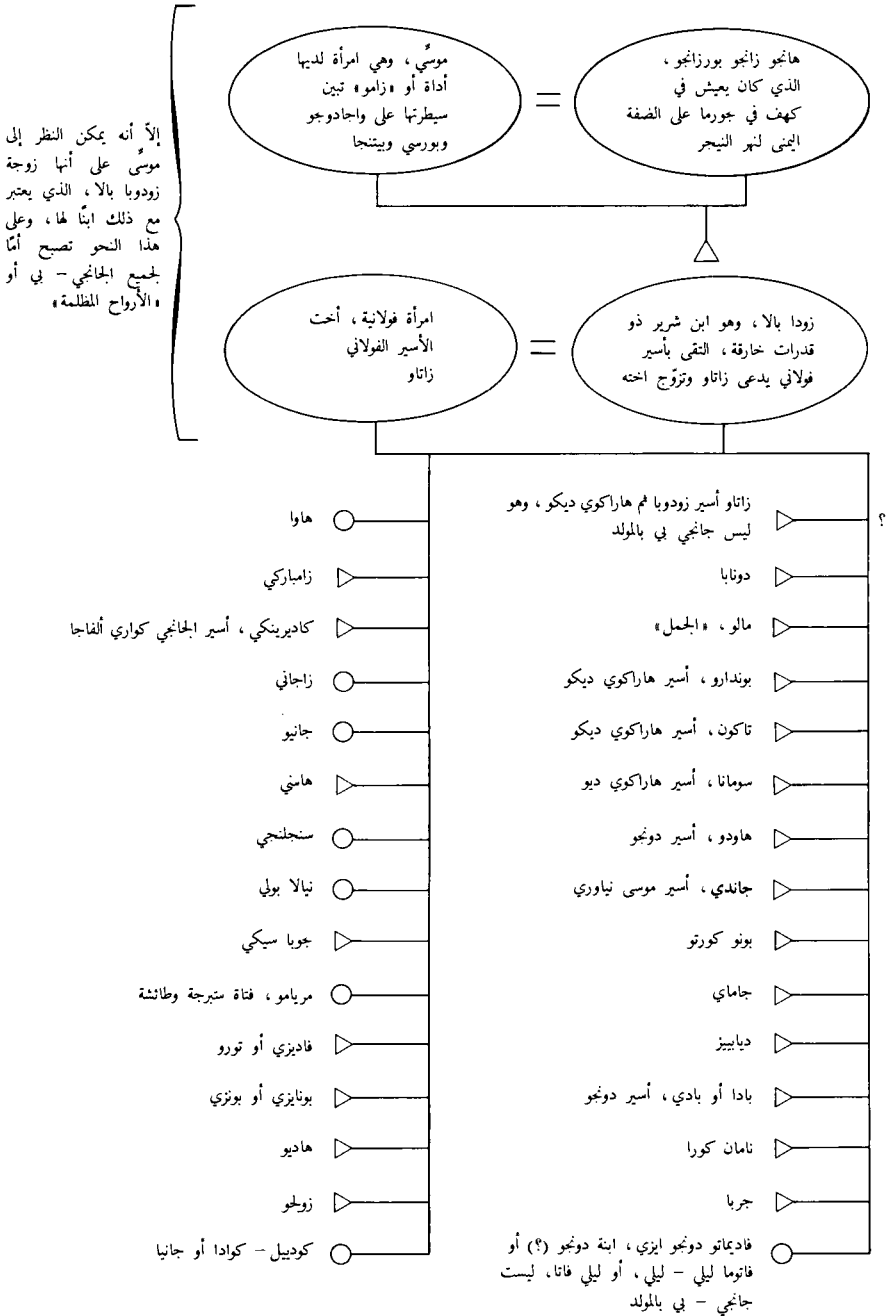 هانجو زانجو بورزانجو ،
الذي كان يعيش في
كهف في جورما على الضفة
اليمنى لنهر النيجر
=
موسِّي ، وهي امرأة لديها
أداة أو «زامو» تبين
سيطرتها على واجادوجو
وبورسي وبيتنجا
إلاّ أنه يمكن النظر إلى
موسِّى على أنها زوجة
زودوبا بالا ، الذي يعتبر
مع ذلك ابنًا لها ، وعلى
هذا النحو تصبح أمًا
لجميع الجانجي – بي أو
«الأرواح المظلمة»
زودا بالا ، وهو ابن شرير ذو
قدرات خارقة ، التقى بأسير
فولاني يدعى زاتاو وتزوّج اخته
=
امرأة فولانية ، أخت
الأسير الفولاني
زاتاو
؟
زاتاو أسير زودوبا ثم هاراكوي ديكو ، وهو
ليس جانجي بي بالمولد
دونابا
مالو ، «الجمل»
بوندارو ، أسير هاراكوي ديكو
تاكون ، أسير هاراكوي ديكو
سومانا ، أسير هاراكوي ديو
هاودو ، أسير دونجو
جاندي ، أسير موسى نياوري
بونو كورتو
جاماي
ديابييز
بادا أو بادي ، أسير دونجو
نامان كورا
جربا
فاديماتو دونجو ايزي ، ابنة دونجو (؟) أو
فاتوما ليلي – ليلي ، أو ليلي فاتا ، ليست
جانجي – بي بالمولد
هاوا
زامباركي
كاديرينكي ، أسير الجانجي كواري ألفاجا
زاجاني
جانيو
هاسني
سنجلنجي
نيالا بولي
جوبا سيكي
مريامو ، فتاة ستبرجة وطائشة
فاديزي أو تورو
بونايزي أو بونزي
هاديو
زولحو
كودييل – كوادا أو جانيا